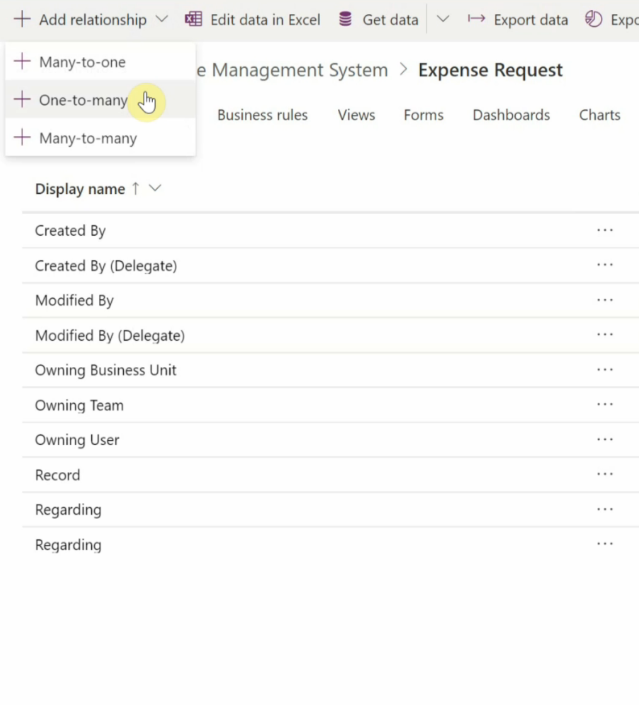 Add relationship Edit data in Excel Get data Export data
Many-to-one
e Management System > Expense Request
One-to-many
Business rules Views Forms Dashboards Charts
Many-to-many
Display name ↑
Created By ...
Created By (Delegate) ...
Modified By ...
Modified By (Delegate) ...
Owning Business Unit ...
Owning Team ...
Owning User ...
Record ...
Regarding ...
Regarding ...